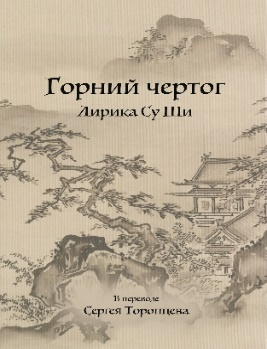 Горний чертог
Лирика Су Ши
В переводе
Сергея Торопцева